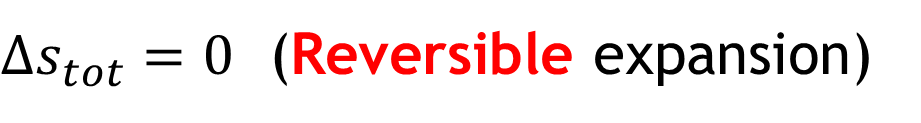 Δs_tot = 0 (Reversible expansion)